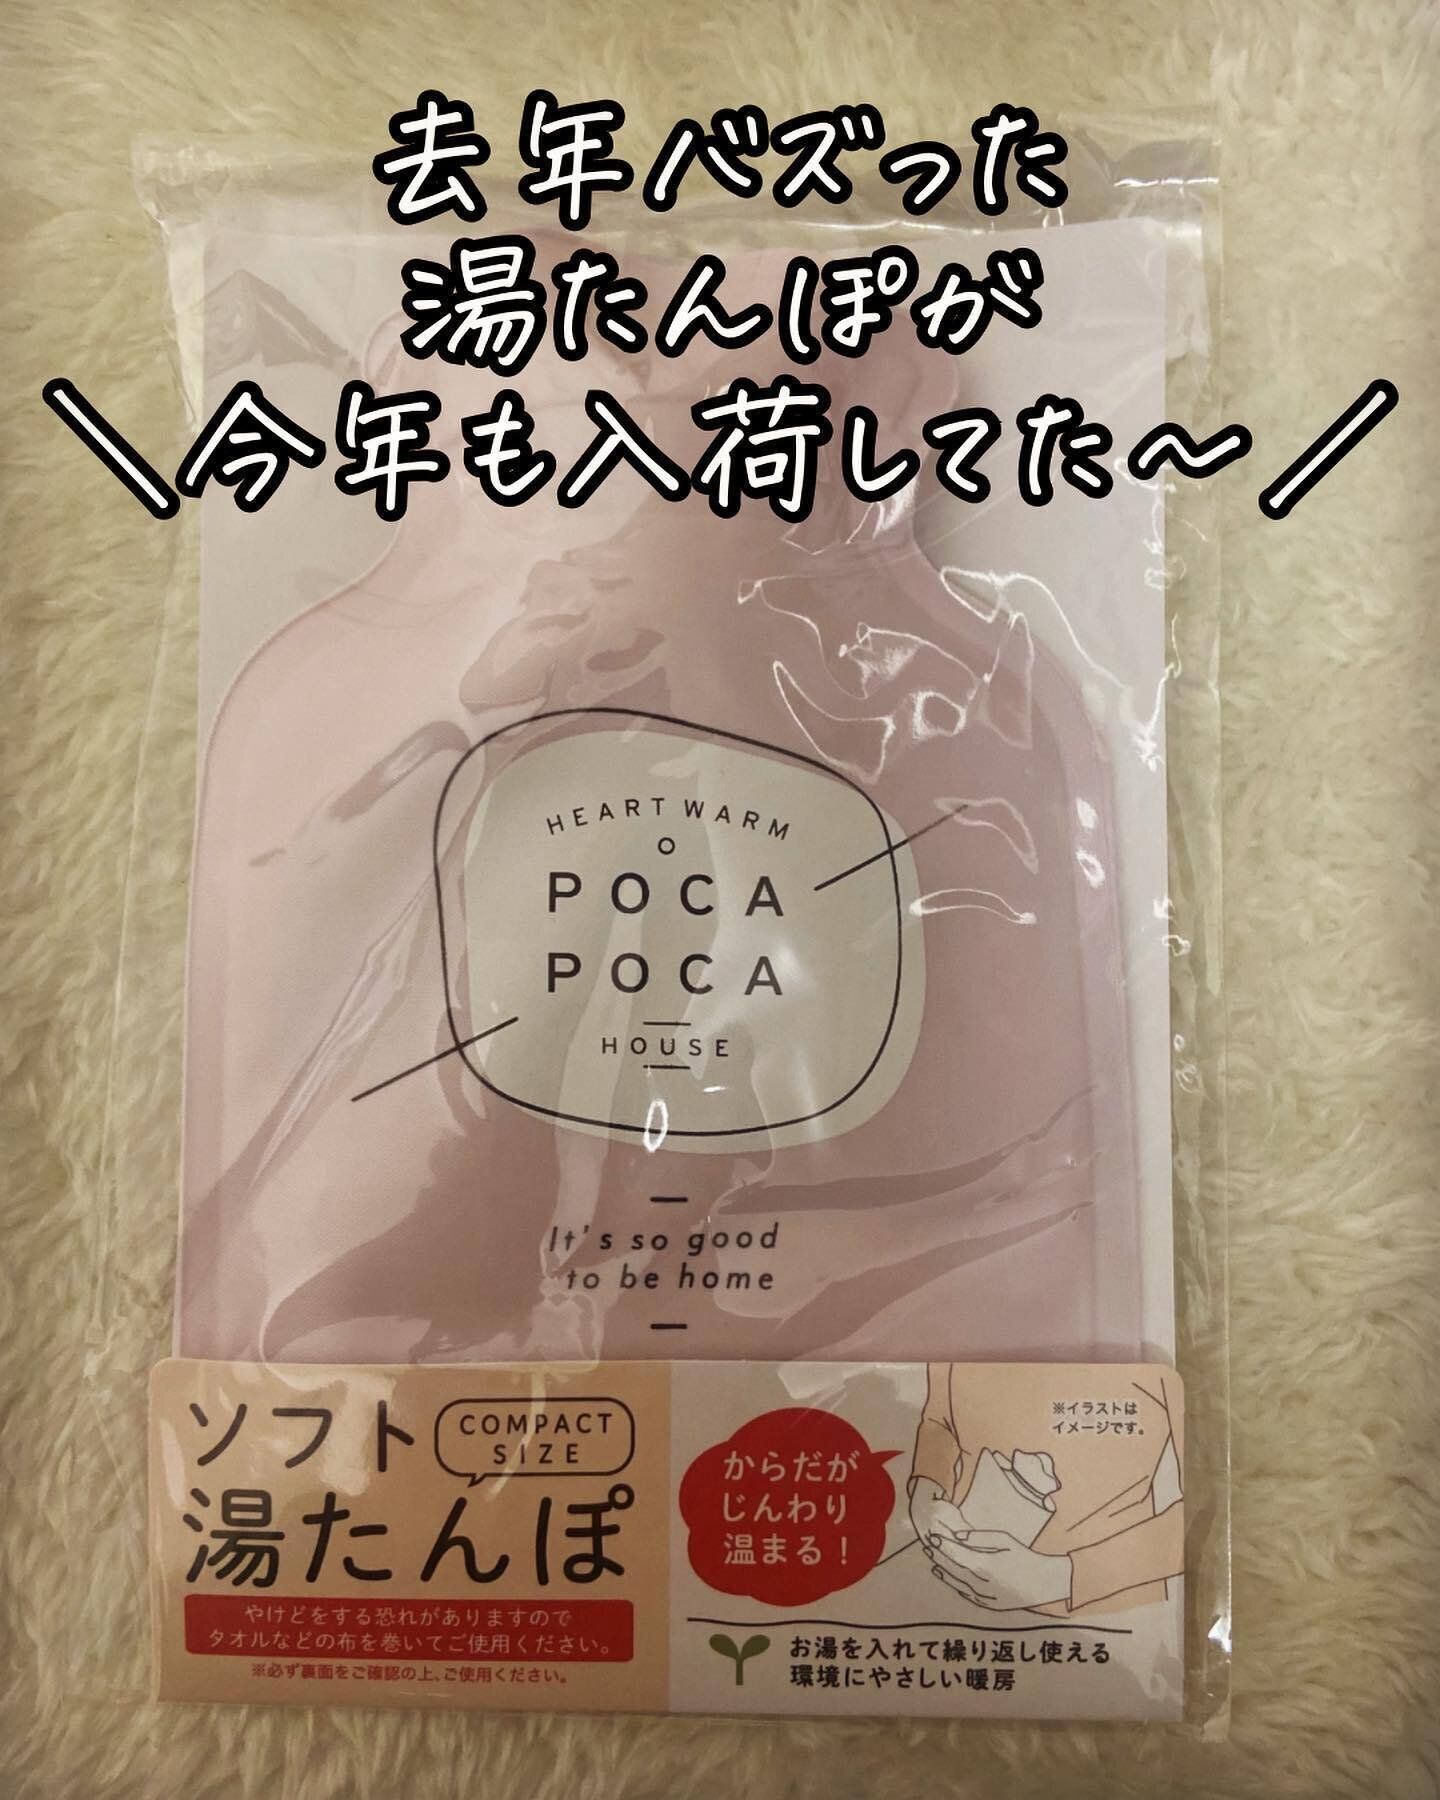 去年バズった
湯たんぽが
＼今年も入荷してた～／
HEART WARM
POCA
POCA
HOUSE
It's so good
to be home
ソフト
COMPACT
SIZE
湯たんぽ
やけどをする恐れがありますので
タオルなどの布を巻いてご使用ください。
※必ず裏面をご確認の上、ご使用ください。
からだが
じんわり
温まる!
※イラストは
イメージです。
お湯を入れて繰り返し使える
環境にやさしい暖房